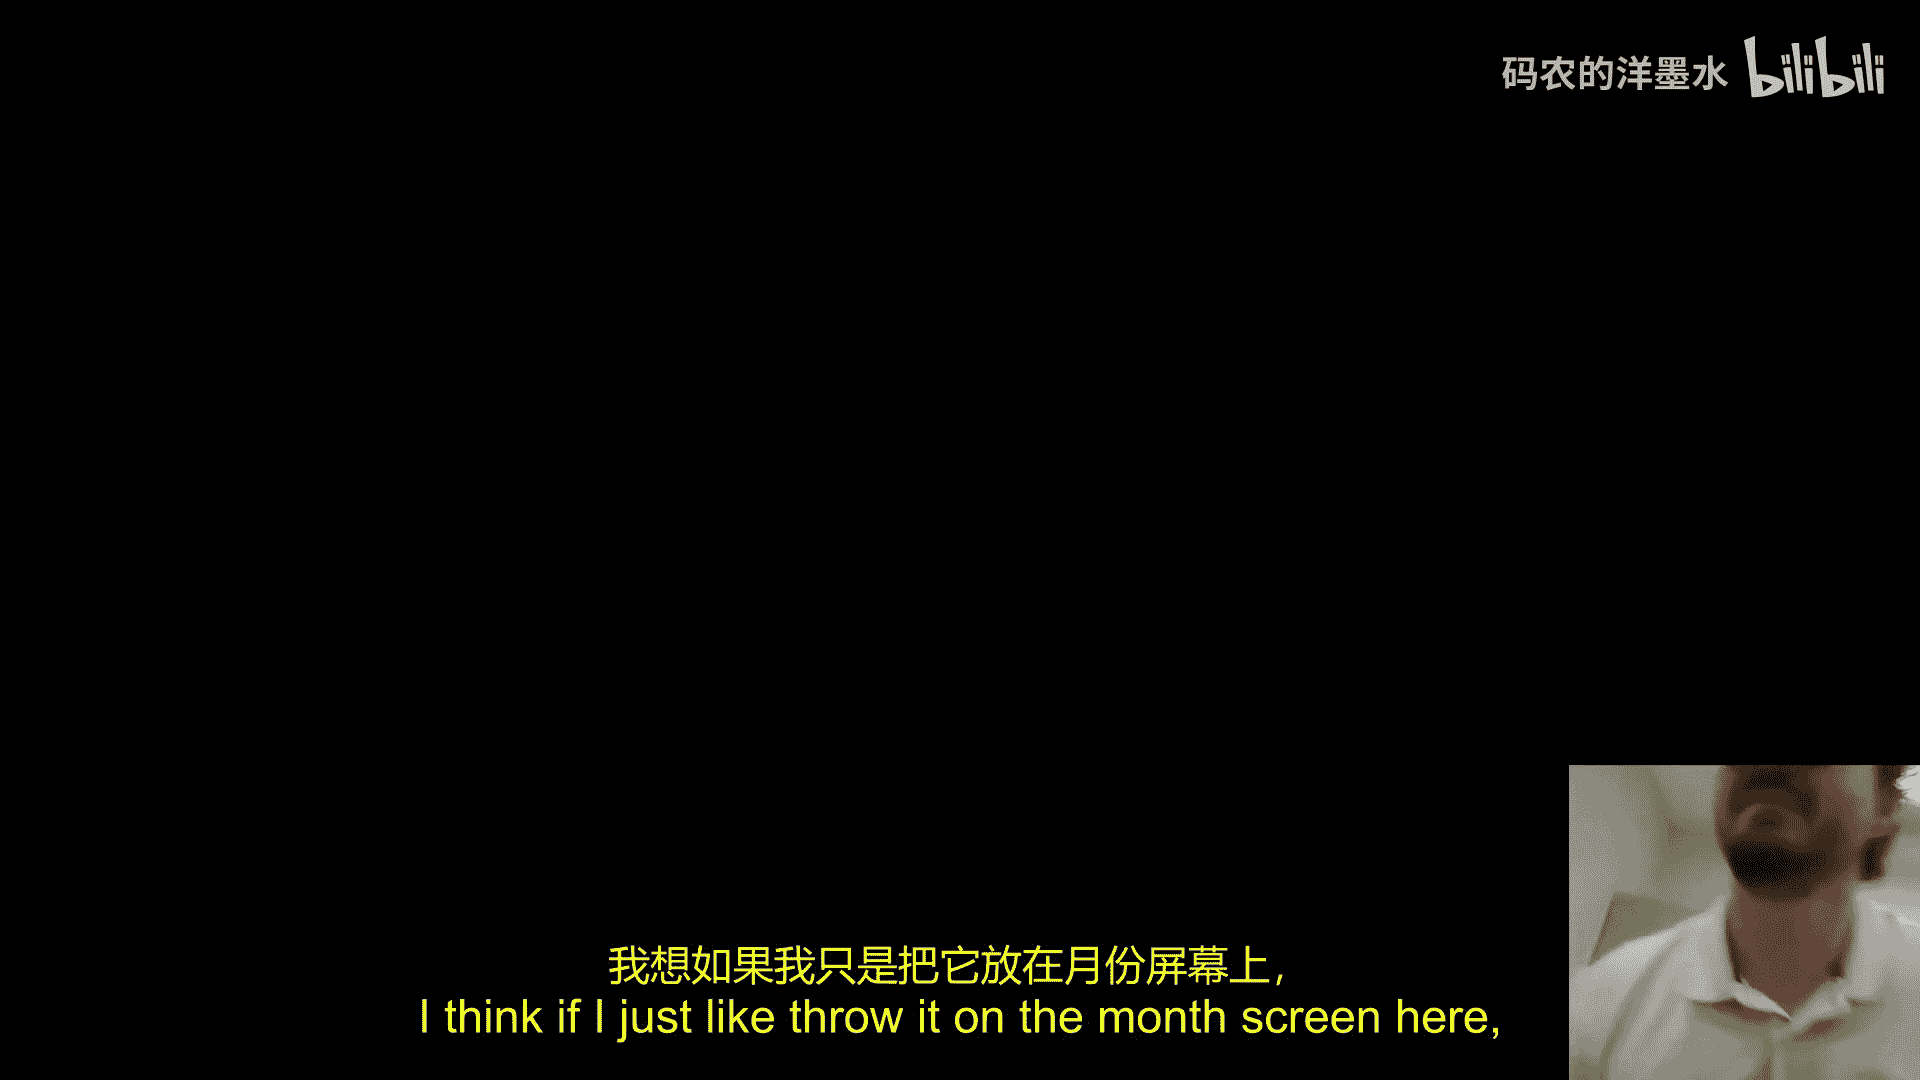 码农的洋墨水 bilibili
我想如果我只是把它放在月份屏幕上，
I think if I just like throw it on the month screen here,